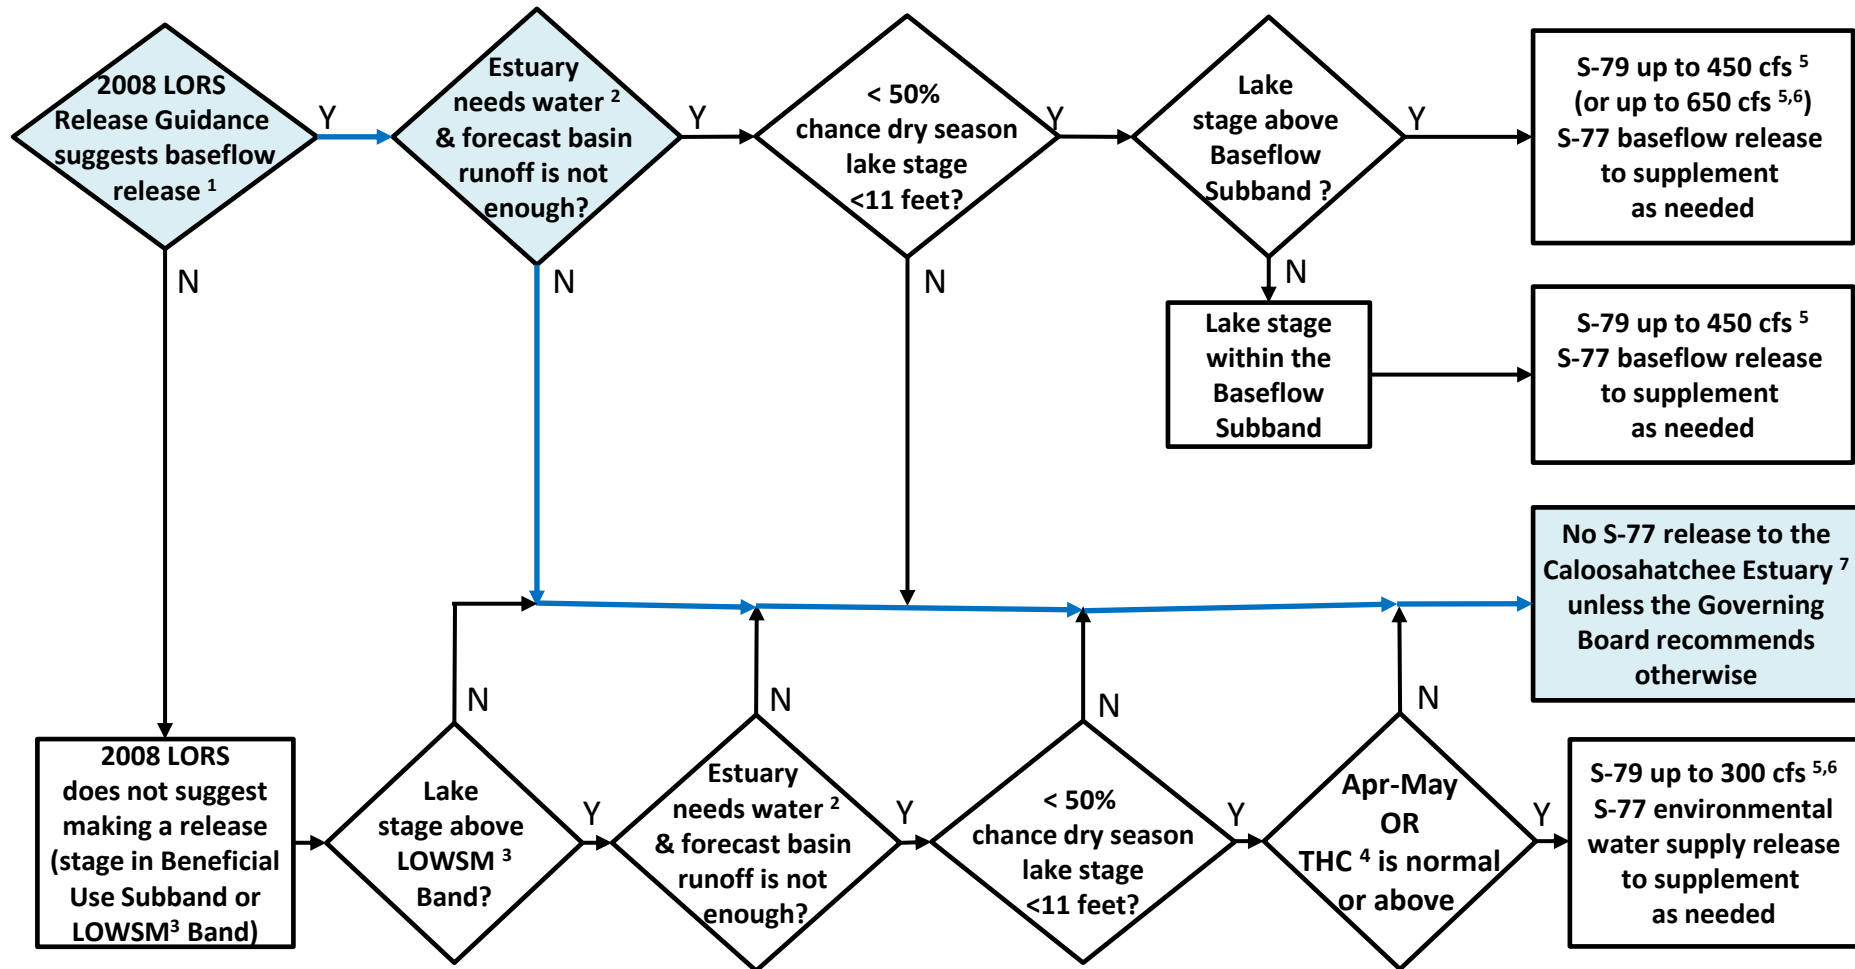 2008 LORS
Release Guidance
suggests baseflow
release 1
Y
N
Estuary
needs water 2
& forecast basin
runoff is not
enough?
Y
N
< 50%
chance dry season
lake stage
<11 feet?
Y
N
Lake
stage above
Baseflow
Subband ?
Y
N
S-79 up to 450 cfs 5
(or up to 650 cfs 5,6)
S-77 baseflow release
to supplement
as needed
Lake stage
within the
Baseflow
Subband
S-79 up to 450 cfs 5
S-77 baseflow release
to supplement
as needed
No S-77 release to the
Caloosahatchee Estuary 7
unless the Governing
Board recommends
otherwise
2008 LORS
does not suggest
making a release
(stage in Beneficial
Use Subband or
LOWSM3 Band)
Lake
stage above
LOWSM 3
Band?
N
Y
Estuary
needs water 2
& forecast basin
runoff is not
enough?
N
Y
< 50%
chance dry season
lake stage
<11 feet?
N
Y
Apr-May
OR
THC 4 is normal
or above
N
Y
S-79 up to 300 cfs 5,6
S-77 environmental
water supply release
to supplement
as needed